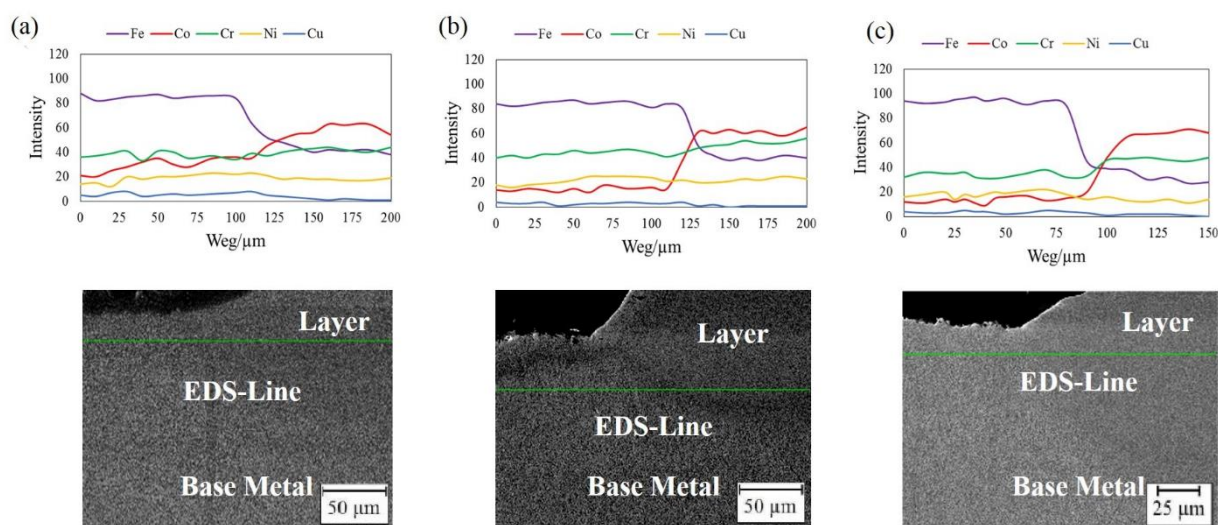 (a)
Fe Co Cr Ni Cu
120
100
80
60
40
20
0
Intensity
0 25 50 75 100 125 150 175 200
Weg/µm
Layer
EDS-Line
Base Metal
50 µm
(b)
Fe Co Cr Ni Cu
120
100
80
60
40
20
0
Intensity
0 25 50 75 100 125 150 175 200
Weg/µm
Layer
EDS-Line
Base Metal
50 µm
(c)
Fe Co Cr Ni Cu
120
100
80
60
40
20
0
Intensity
0 25 50 75 100 125 150
Weg/µm
Layer
EDS-Line
Base Metal
25 µm